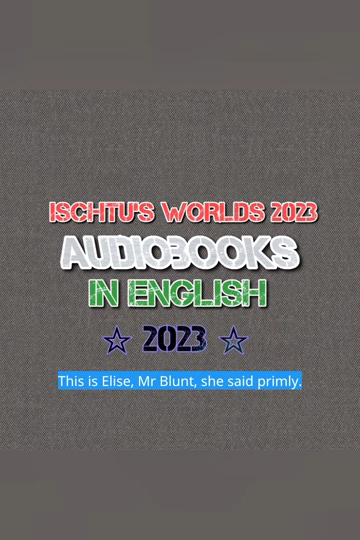 ISCHTU'S WORLDS 2023
AUDIOBOOKS
IN ENGLISH
☆ 2023 ☆
This is Elise, Mr Blunt, she said primly.